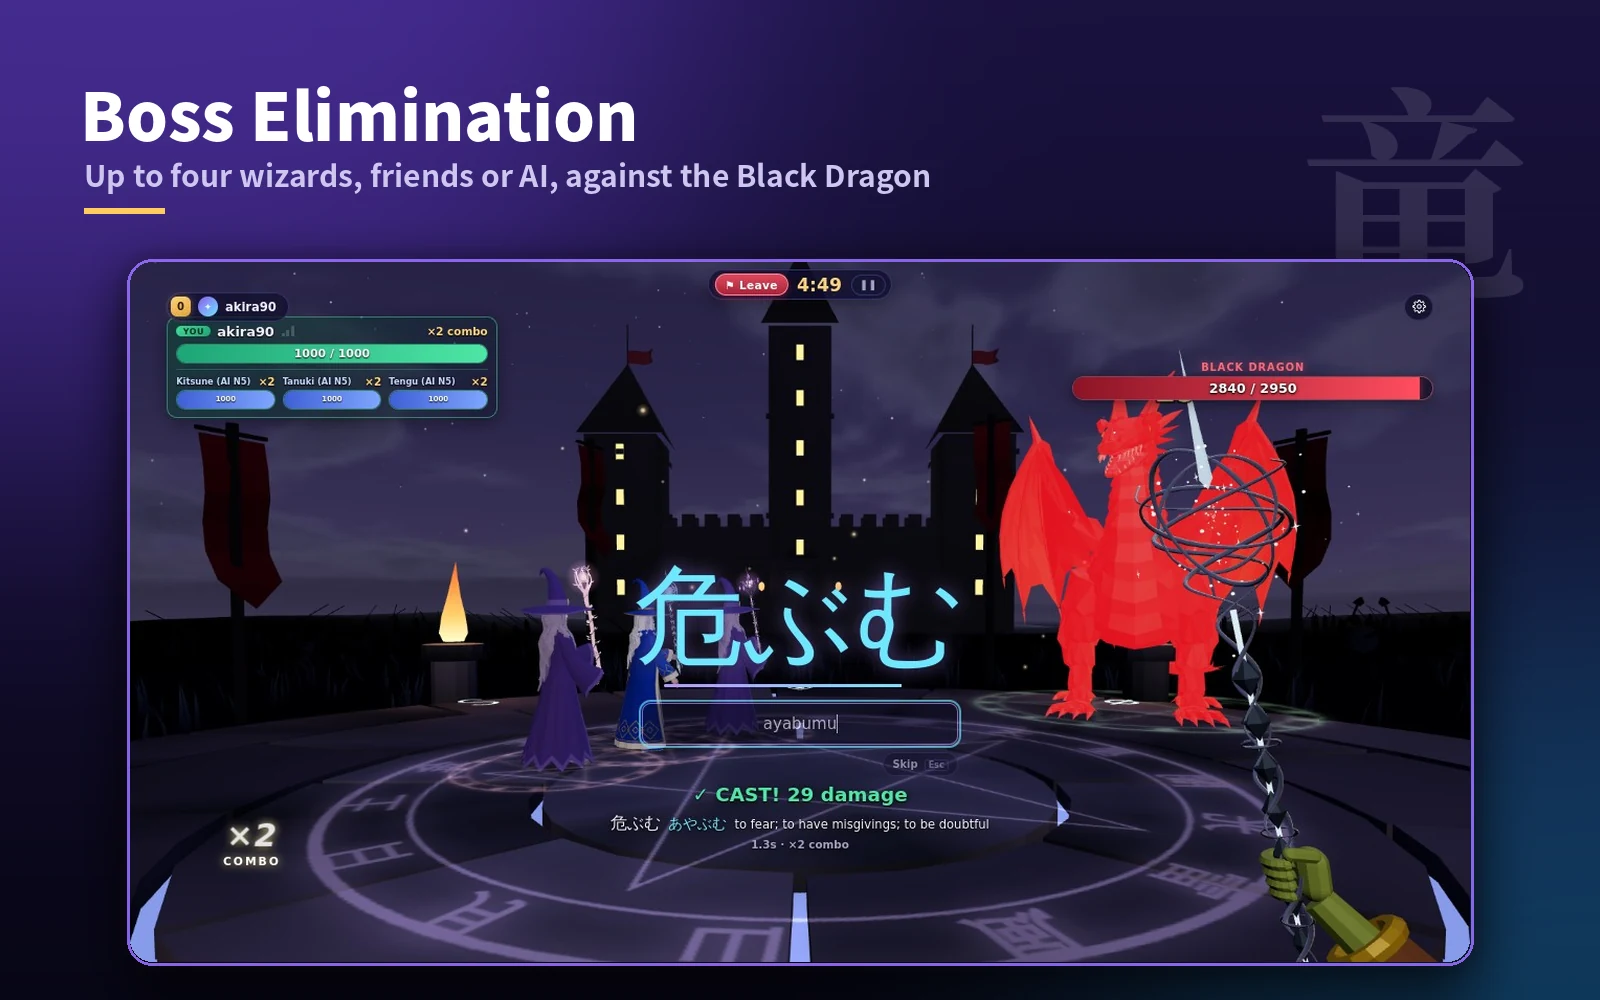 Boss Elimination
Up to four wizards, friends or AI, against the Black Dragon
竜
Leave 4:49
0 akira90
YOU akira90 ×2 combo
1000 / 1000
Kitsune (AI N5) ×2 Tanuki (AI N5) ×2 Tengu (AI N5) ×2
1000 1000 1000
BLACK DRAGON
2840 / 2950
危ぶむ
ayabumu
Skip Esc
✓ CAST! 29 damage
危ぶむ あやぶむ to fear; to have misgivings; to be doubtful
1.3s · ×2 combo
×2
COMBO